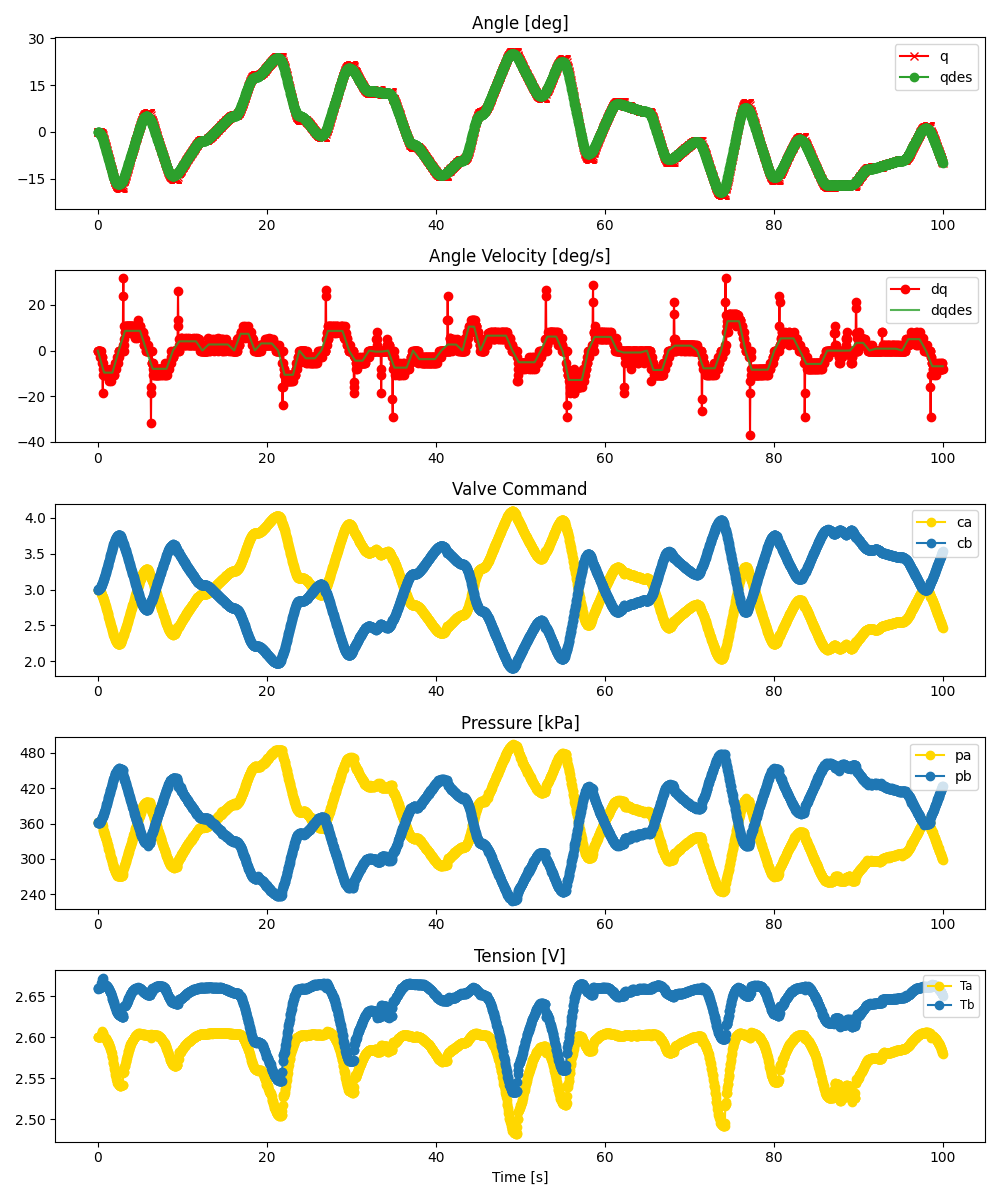 Angle [deg]
30
15
0
−15
q
qdes
0 20 40 60 80 100
Angle Velocity [deg/s]
20
0
−20
−40
dq
dqdes
0 20 40 60 80 100
Valve Command
4.0
3.5
3.0
2.5
2.0
ca
cb
0 20 40 60 80 100
Pressure [kPa]
480
420
360
300
240
pa
pb
0 20 40 60 80 100
Tension [V]
2.65
2.60
2.55
2.50
Ta
Tb
0 20 40 60 80 100
Time [s]